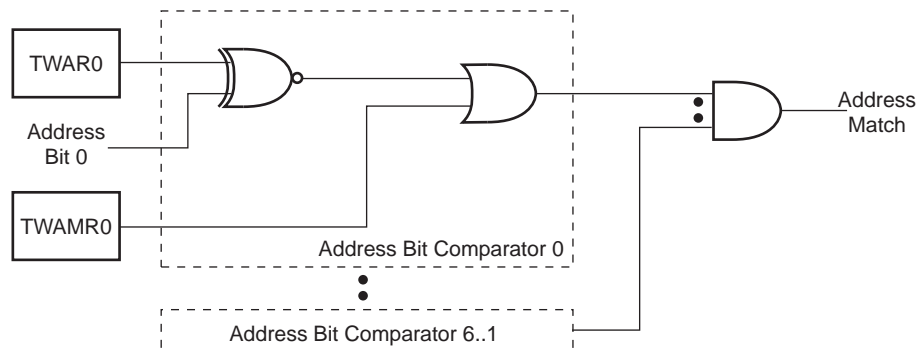 TWAR0
Address
Bit 0
TWAMR0
Address Bit Comparator 0
Address Bit Comparator 6..1
Address
Match